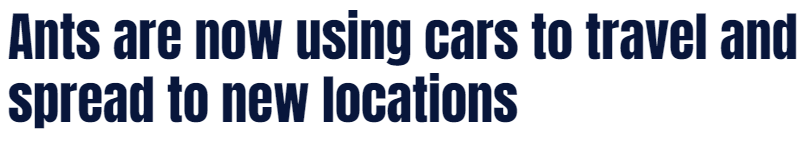 Ants are now using cars to travel and
spread to new locations